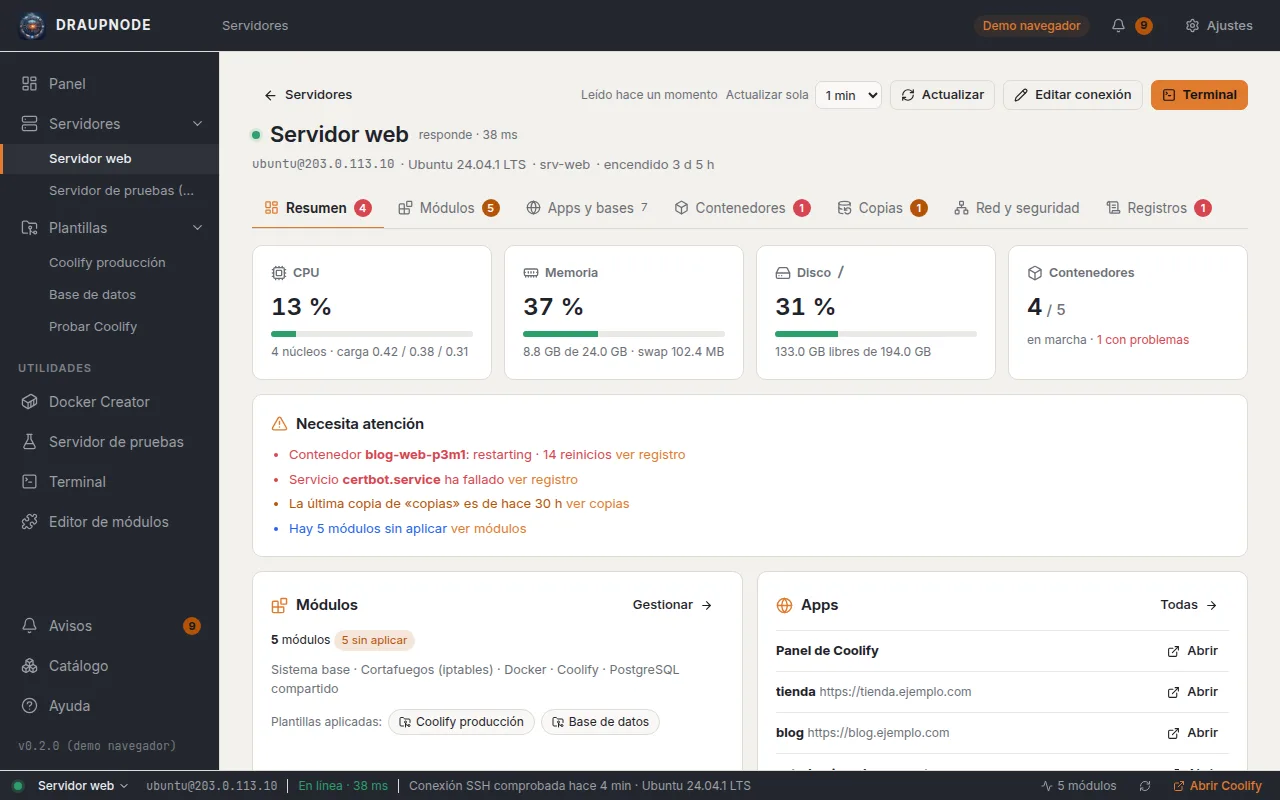 DRAUPNODE
Servidores
Demo navegador
9
Ajustes
Panel
Servidores
Servidor web
Servidor de pruebas (...
Plantillas
Coolify producción
Base de datos
Probar Coolify
UTILIDADES
Docker Creator
Servidor de pruebas
Terminal
Editor de módulos
Avisos
9
Catálogo
Ayuda
v0.2.0 (demo navegador)
Servidores
Leído hace un momento
Actualizar sola
1 min
Actualizar
Editar conexión
Terminal
Servidor web responde · 38 ms
ubuntu@203.0.113.10 · Ubuntu 24.04.1 LTS · srv-web · encendido 3 d 5 h
Resumen 4
Módulos 5
Apps y bases 7
Contenedores 1
Copias 1
Red y seguridad
Registros 1
CPU
13 %
4 núcleos · carga 0.42 / 0.38 / 0.31
Memoria
37 %
8.8 GB de 24.0 GB · swap 102.4 MB
Disco /
31 %
133.0 GB libres de 194.0 GB
Contenedores
4 / 5
en marcha · 1 con problemas
Necesita atención
Contenedor blog-web-p3m1: restarting · 14 reinicios ver registro
Servicio certbot.service ha fallado ver registro
La última copia de «copias» es de hace 30 h ver copias
Hay 5 módulos sin aplicar ver módulos
Módulos
Gestionar
5 módulos 5 sin aplicar
Sistema base · Cortafuegos (iptables) · Docker · Coolify · PostgreSQL
compartido
Plantillas aplicadas: Coolify producción Base de datos
Apps
Todas
Panel de Coolify Abrir
tienda https://tienda.ejemplo.com Abrir
blog https://blog.ejemplo.com Abrir
Servidor web
ubuntu@203.0.113.10
En línea · 38 ms
Conexión SSH comprobada hace 4 min · Ubuntu 24.04.1 LTS
5 módulos
Abrir Coolify